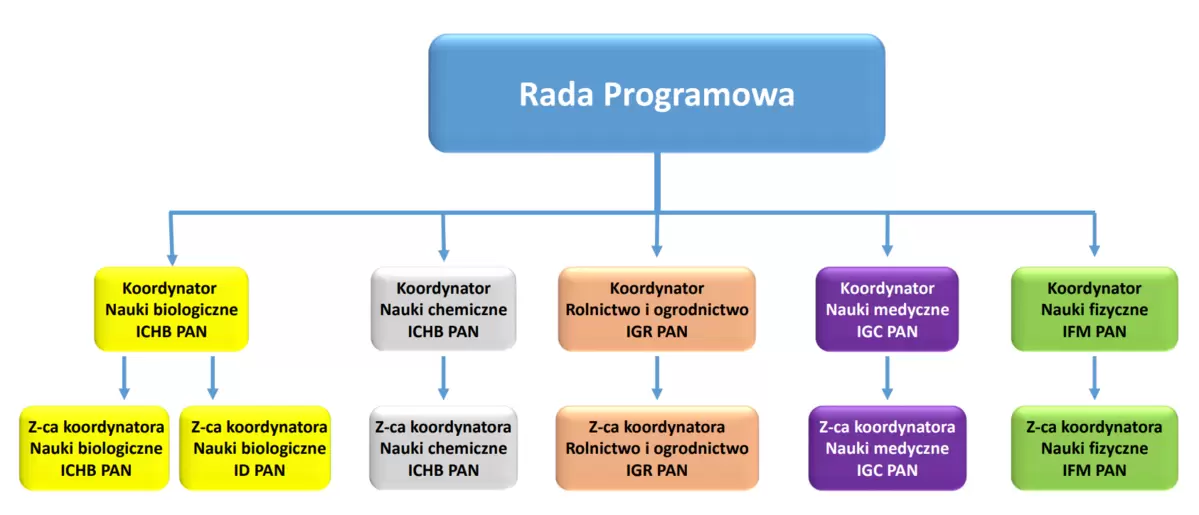 Rada Programowa
Koordynator
Nauki biologiczne
ICHB PAN
Koordynator
Nauki chemiczne
ICHB PAN
Koordynator
Rolnictwo i ogrodnictwo
IGR PAN
Koordynator
Nauki medyczne
IGC PAN
Koordynator
Nauki fizyczne
IFM PAN
Z-ca koordynatora
Nauki biologiczne
ICHB PAN
Z-ca koordynatora
Nauki biologiczne
ID PAN
Z-ca koordynatora
Nauki chemiczne
ICHB PAN
Z-ca koordynatora
Rolnictwo i ogrodnictwo
IGR PAN
Z-ca koordynatora
Nauki medyczne
IGC PAN
Z-ca koordynatora
Nauki fizyczne
IFM PAN